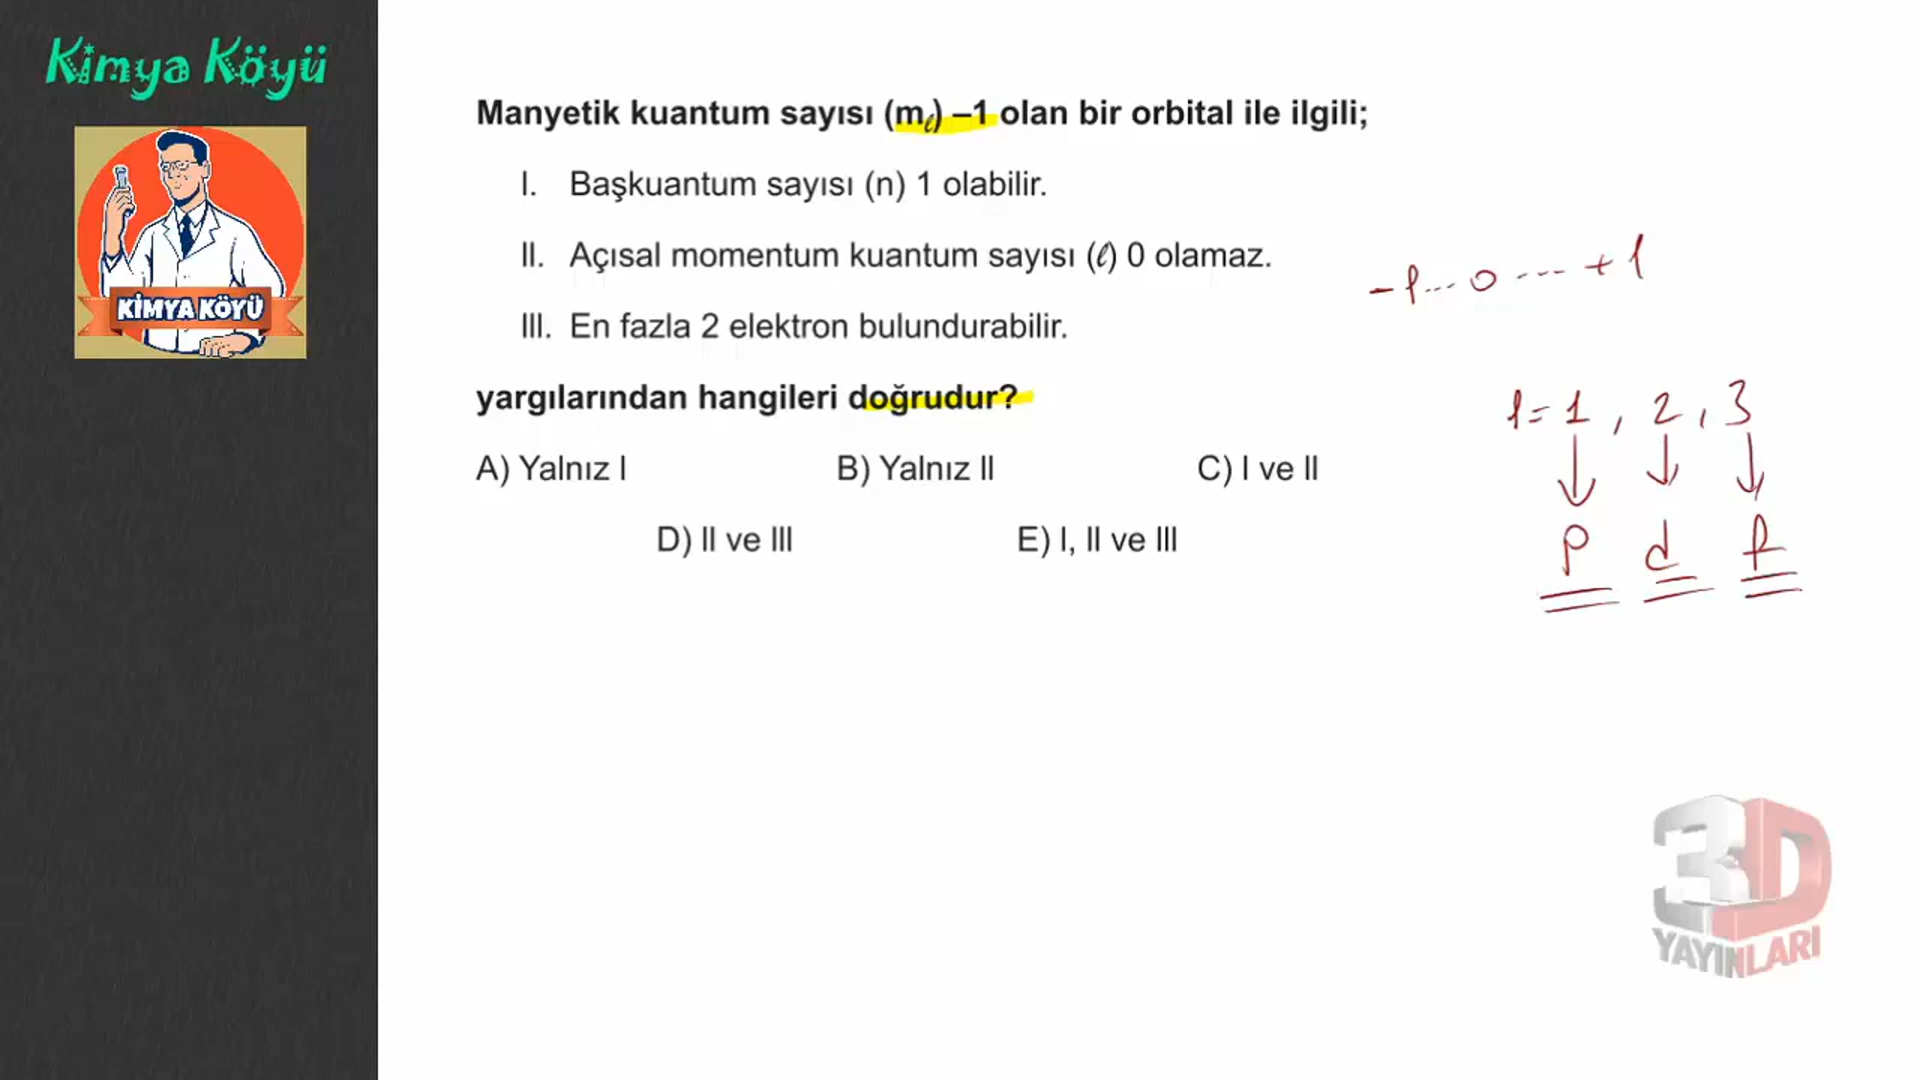 Kimya Köyü
KİMYA KÖYÜ
Manyetik kuantum sayısı (mℓ) –1 olan bir orbital ile ilgili;
I. Başkuantum sayısı (n) 1 olabilir.
II. Açısal momentum kuantum sayısı (ℓ) 0 olamaz.
III. En fazla 2 elektron bulundurabilir.
yargılarından hangileri doğrudur?
A) Yalnız I B) Yalnız II C) I ve II
D) II ve III E) I, II ve III
-l... 0 .... +l
l= 1, 2, 3
p d f
3D
YAYINLARI